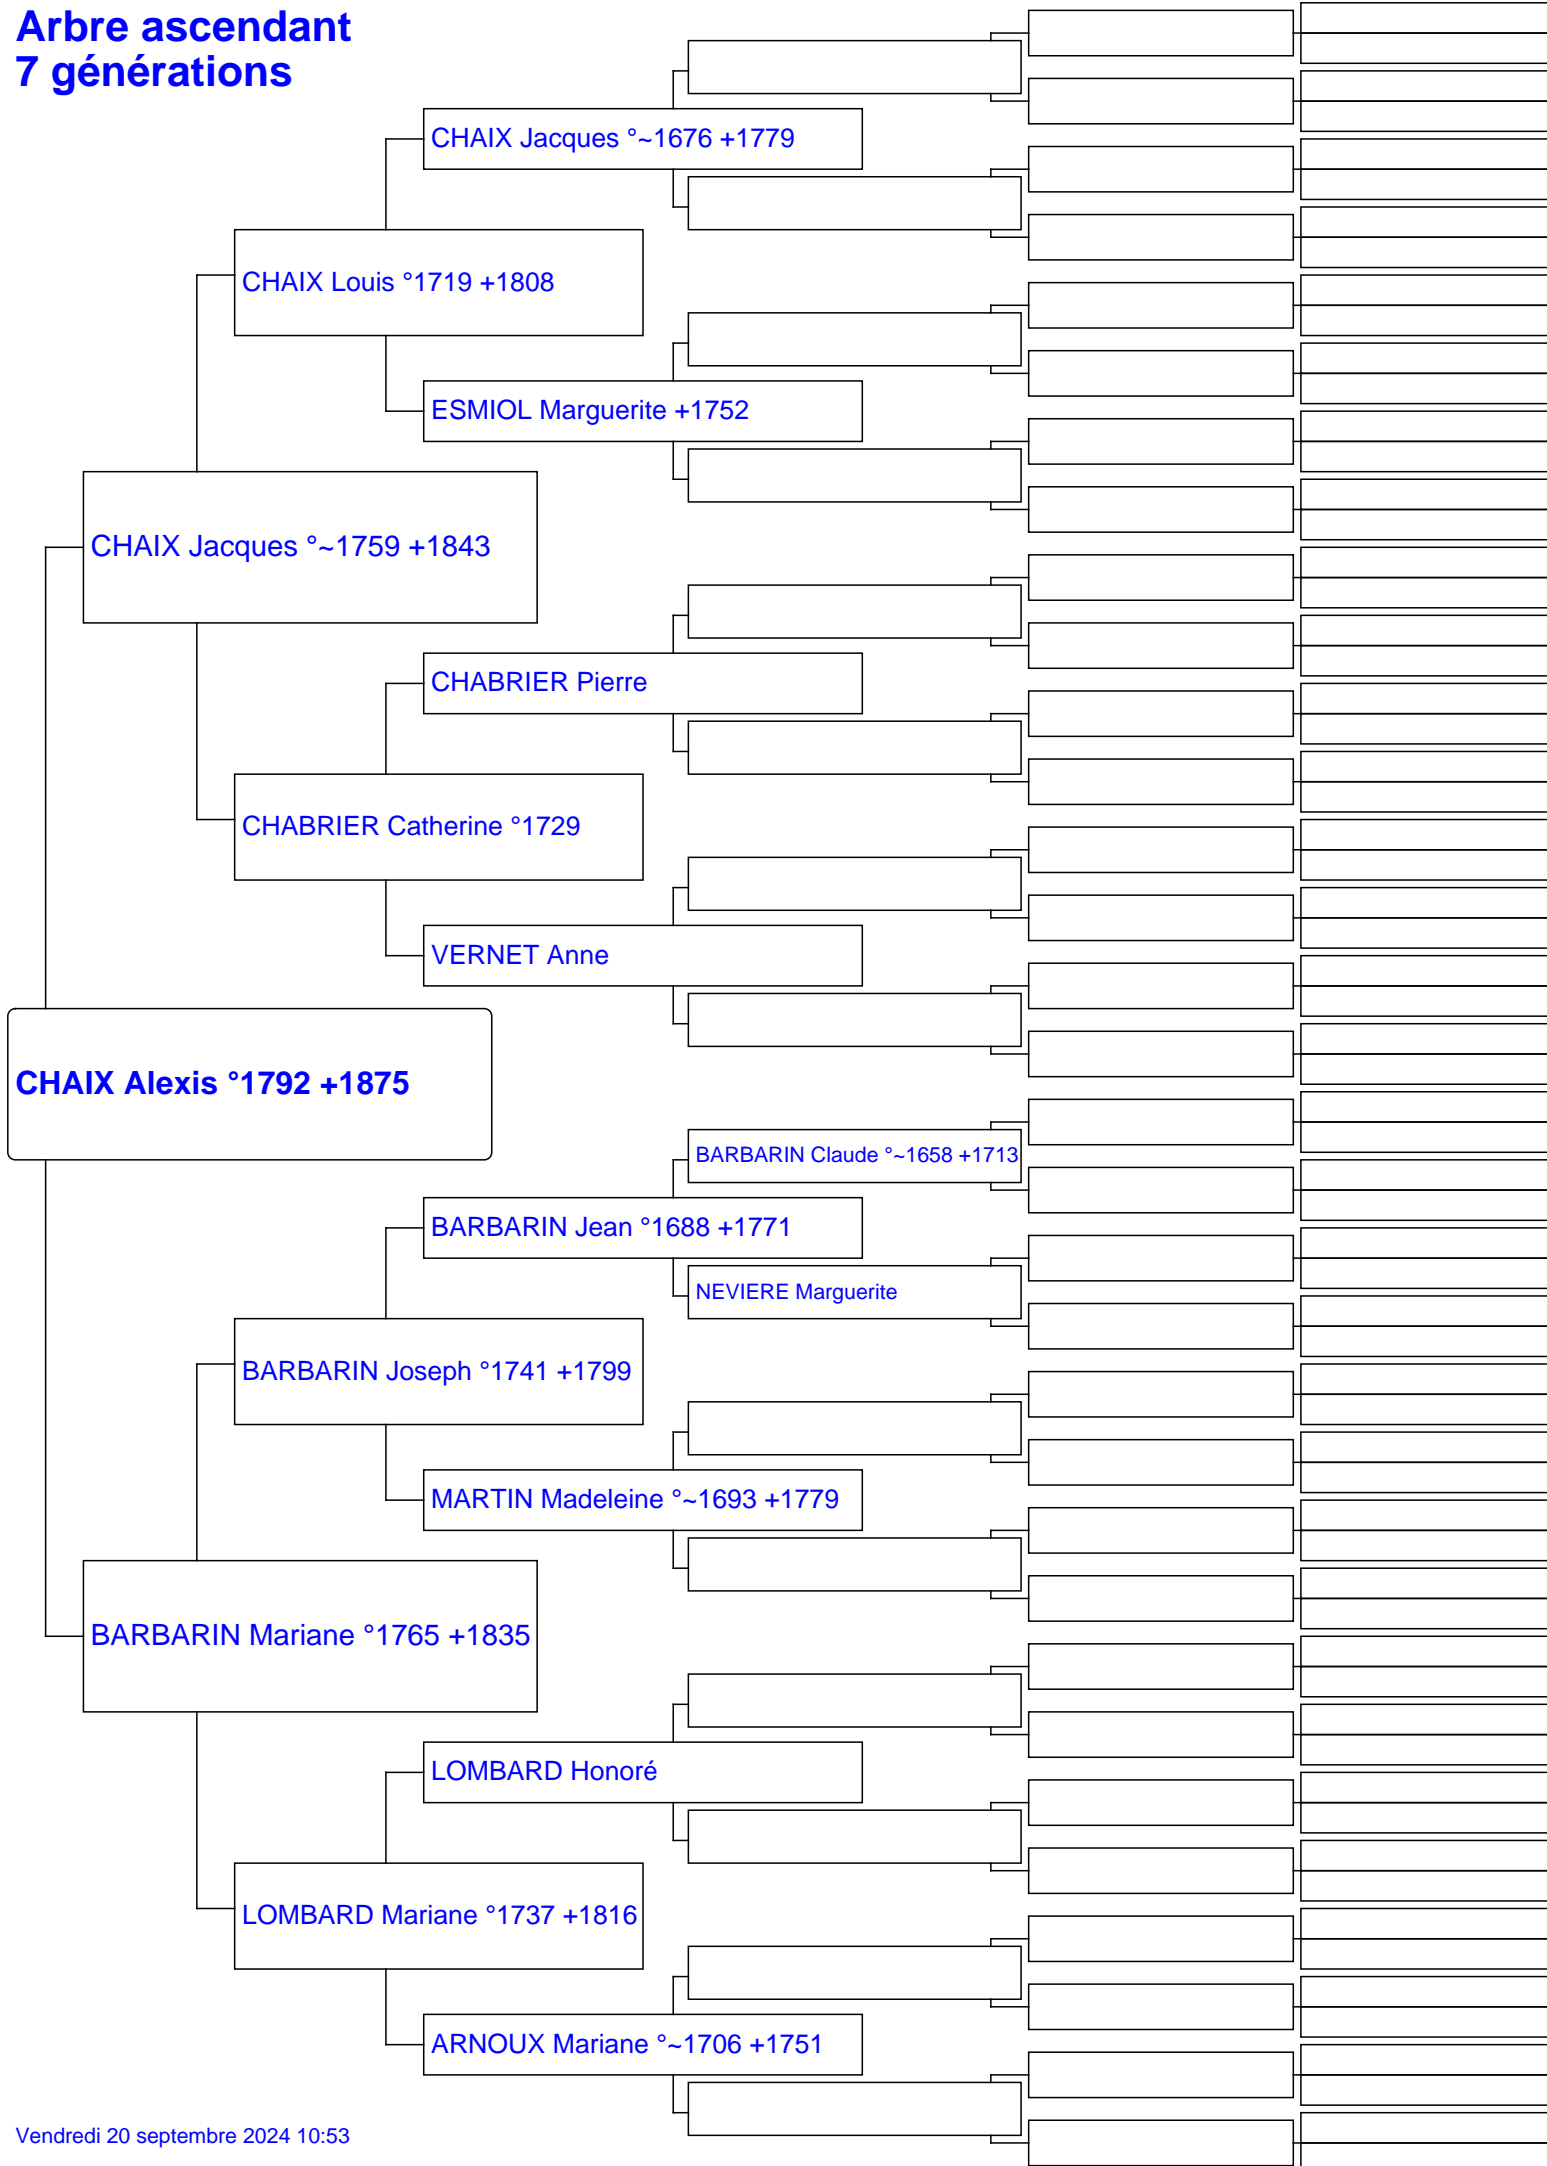 Arbre ascendant
7 générations
CHAIX Jacques °~1676 +1779
CHAIX Louis °1719 +1808
ESMIOL Marguerite +1752
CHAIX Jacques °~1759 +1843
CHABRIER Pierre
CHABRIER Catherine °1729
VERNET Anne
CHAIX Alexis °1792 +1875
BARBARIN Claude °~1658 +1713
BARBARIN Jean °1688 +1771
NEVIERE Marguerite
BARBARIN Joseph °1741 +1799
MARTIN Madeleine °~1693 +1779
BARBARIN Mariane °1765 +1835
LOMBARD Honoré
LOMBARD Mariane °1737 +1816
ARNOUX Mariane °~1706 +1751
Vendredi 20 septembre 2024 10:53